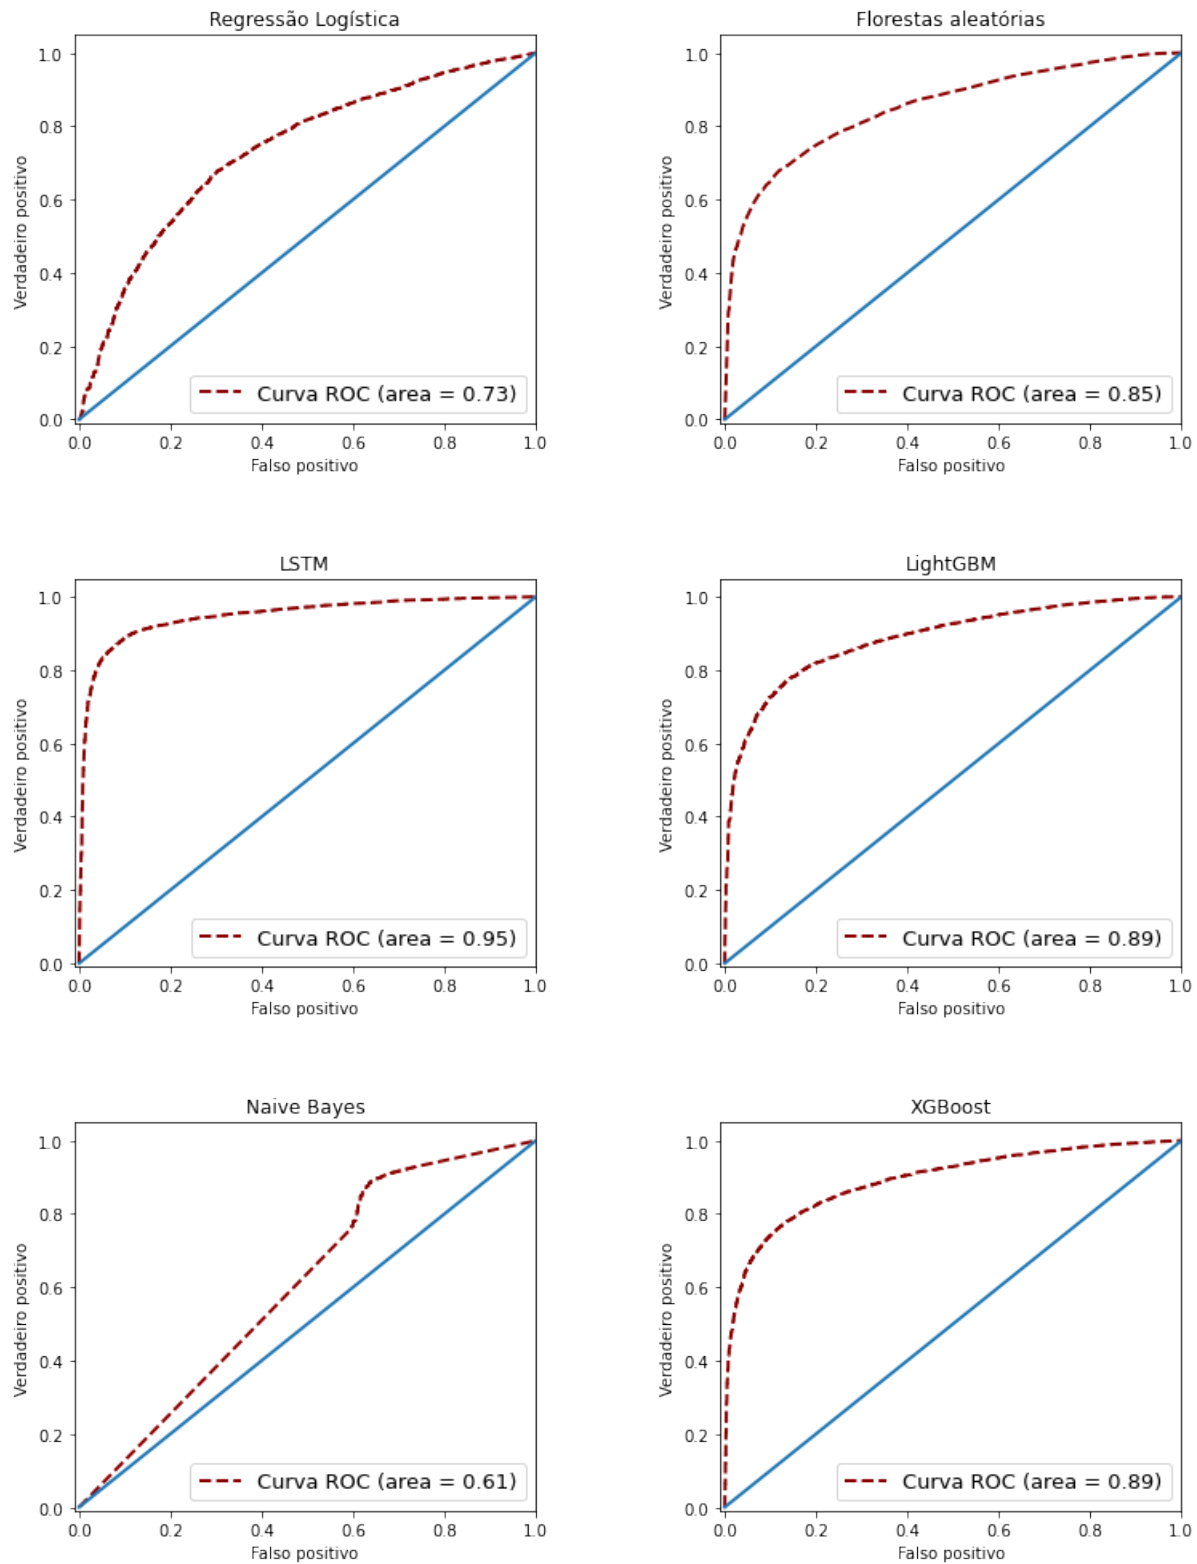 Regressão Logística
1.0
0.8
0.6
0.4
0.2
0.0
Verdadeiro positivo
Curva ROC (area = 0.73)
0.0 0.2 0.4 0.6 0.8 1.0
Falso positivo
Florestas aleatórias
1.0
0.8
0.6
0.4
0.2
0.0
Verdadeiro positivo
Curva ROC (area = 0.85)
0.0 0.2 0.4 0.6 0.8 1.0
Falso positivo
LSTM
1.0
0.8
0.6
0.4
0.2
0.0
Verdadeiro positivo
Curva ROC (area = 0.95)
0.0 0.2 0.4 0.6 0.8 1.0
Falso positivo
LightGBM
1.0
0.8
0.6
0.4
0.2
0.0
Verdadeiro positivo
Curva ROC (area = 0.89)
0.0 0.2 0.4 0.6 0.8 1.0
Falso positivo
Naive Bayes
1.0
0.8
0.6
0.4
0.2
0.0
Verdadeiro positivo
Curva ROC (area = 0.61)
0.0 0.2 0.4 0.6 0.8 1.0
Falso positivo
XGBoost
1.0
0.8
0.6
0.4
0.2
0.0
Verdadeiro positivo
Curva ROC (area = 0.89)
0.0 0.2 0.4 0.6 0.8 1.0
Falso positivo